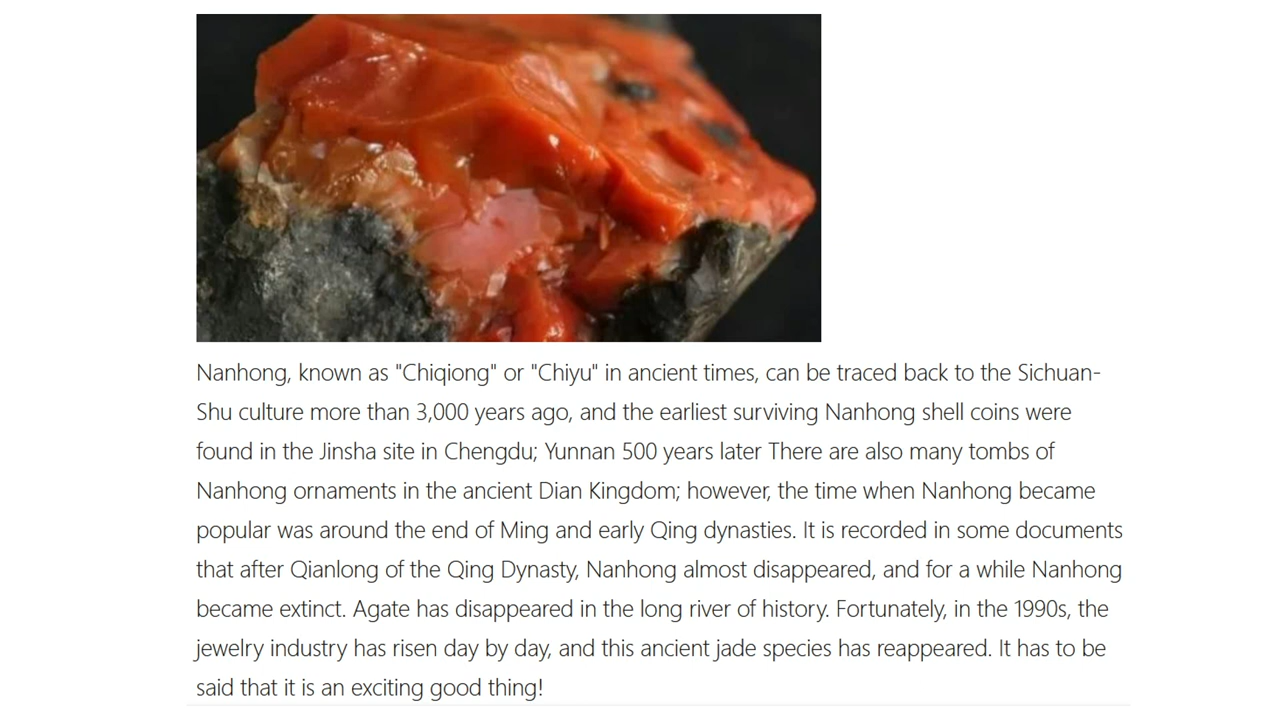 Nanhong, known as "Chiqiong" or "Chiyu" in ancient times, can be traced back to the Sichuan-
Shu culture more than 3,000 years ago, and the earliest surviving Nanhong shell coins were
found in the Jinsha site in Chengdu; Yunnan 500 years later There are also many tombs of
Nanhong ornaments in the ancient Dian Kingdom; however, the time when Nanhong became
popular was around the end of Ming and early Qing dynasties. It is recorded in some documents
that after Qianlong of the Qing Dynasty, Nanhong almost disappeared, and for a while Nanhong
became extinct. Agate has disappeared in the long river of history. Fortunately, in the 1990s, the
jewelry industry has risen day by day, and this ancient jade species has reappeared. It has to be
said that it is an exciting good thing!